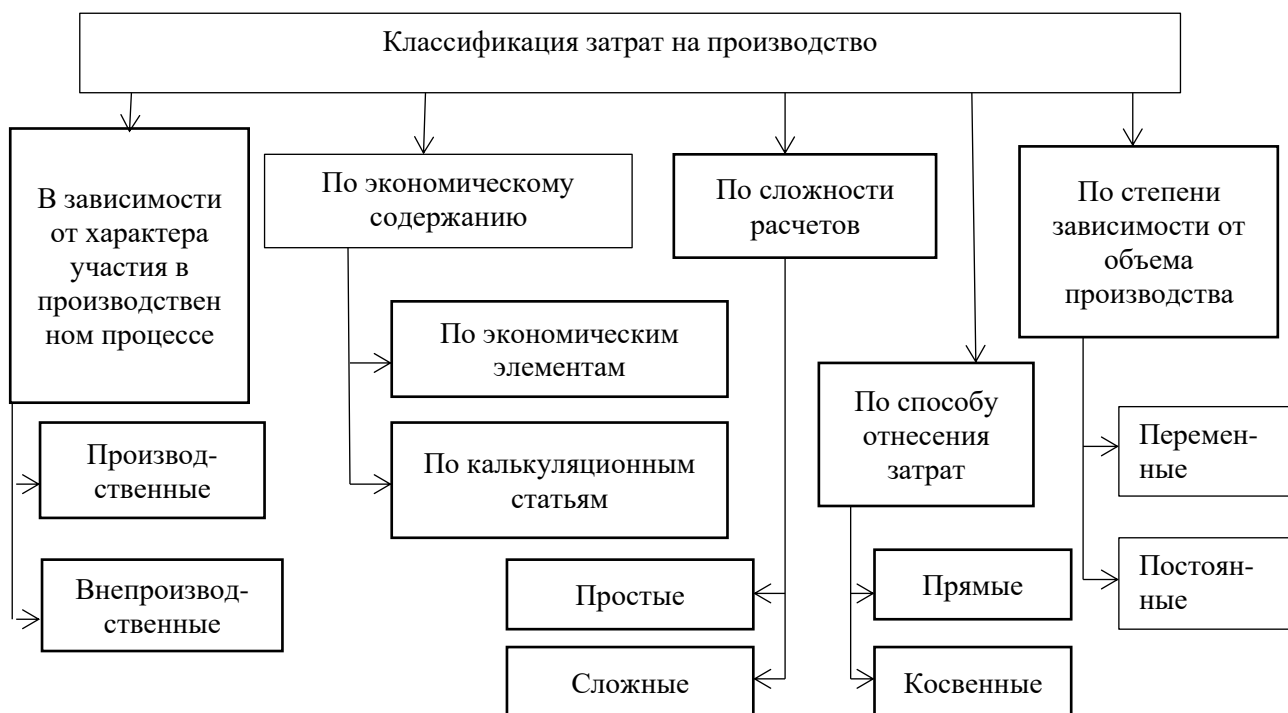 Классификация затрат на производство
В зависимости
от характера
участия в
производствен
ном процессе
Производ-
ственные
Внепроизвод-
ственные
По экономическому
содержанию
По экономическим
элементам
По калькуляционным
статьям
По сложности
расчетов
Простые
Сложные
По способу
отнесения
затрат
Прямые
Косвенные
По степени
зависимости от
объема
производства
Перемен-
ные
Постоян-
ные